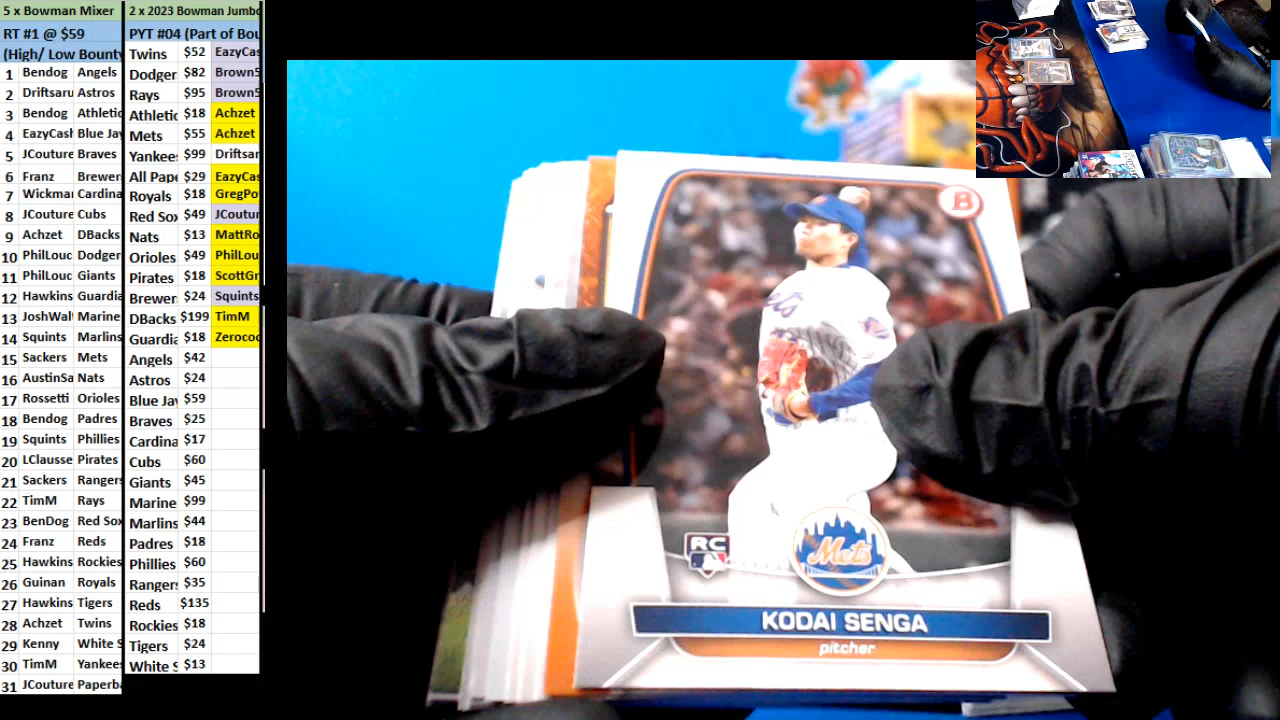 5 x Bowman Mixer
RT #1 @ $59
(High/ Low Bounty
1 Bendog Angels
2 Driftsaru Astros
3 Bendog Athletic
4 EazyCash Blue Jay
5 JCouture Braves
6 Franz Brewer
7 Wickmar Cardina
8 JCouture Cubs
9 Achzet DBacks
10 PhilLouc Dodger
11 PhilLouc Giants
12 Hawkins Guardia
13 JoshWalt Marine
14 Squints Marlins
15 Sackers Mets
16 AustinSa Nats
17 Rossetti Orioles
18 Bendog Padres
19 Squints Phillies
20 LClausse Pirates
21 Sackers Rangers
22 TimM Rays
23 BenDog Red Sox
24 Franz Reds
25 Hawkins Rockies
26 Guinan Royals
27 Hawkins Tigers
28 Achzet Twins
29 Kenny White S
30 TimM Yankee
31 JCouture Paperb
2 x 2023 Bowman Jumbo
PYT #04 (Part of Bou
Twins $52 EazyCas
Dodger $82 Brown5
Rays $95 Brown5
Athletic $18 Achzet
Mets $55 Achzet
Yankee $99 Driftsar
All Pape $29 EazyCas
Royals $18 GregPo
Red Sox $49 JCoutur
Nats $13 MattRo
Orioles $49 PhilLou
Pirates $18 ScottGr
Brewer $24 Squints
DBacks $199 TimM
Guardia $18 Zerococ
Angels $42
Astros $24
Blue Jay $59
Braves $25
Cardina $17
Cubs $60
Giants $45
Marine $99
Marlins $44
Padres $18
Phillies $60
Rangers $35
Reds $135
Rockies $18
Tigers $24
White S $13
B
ets
RC
Mets
KODAI SENGA
pitcher